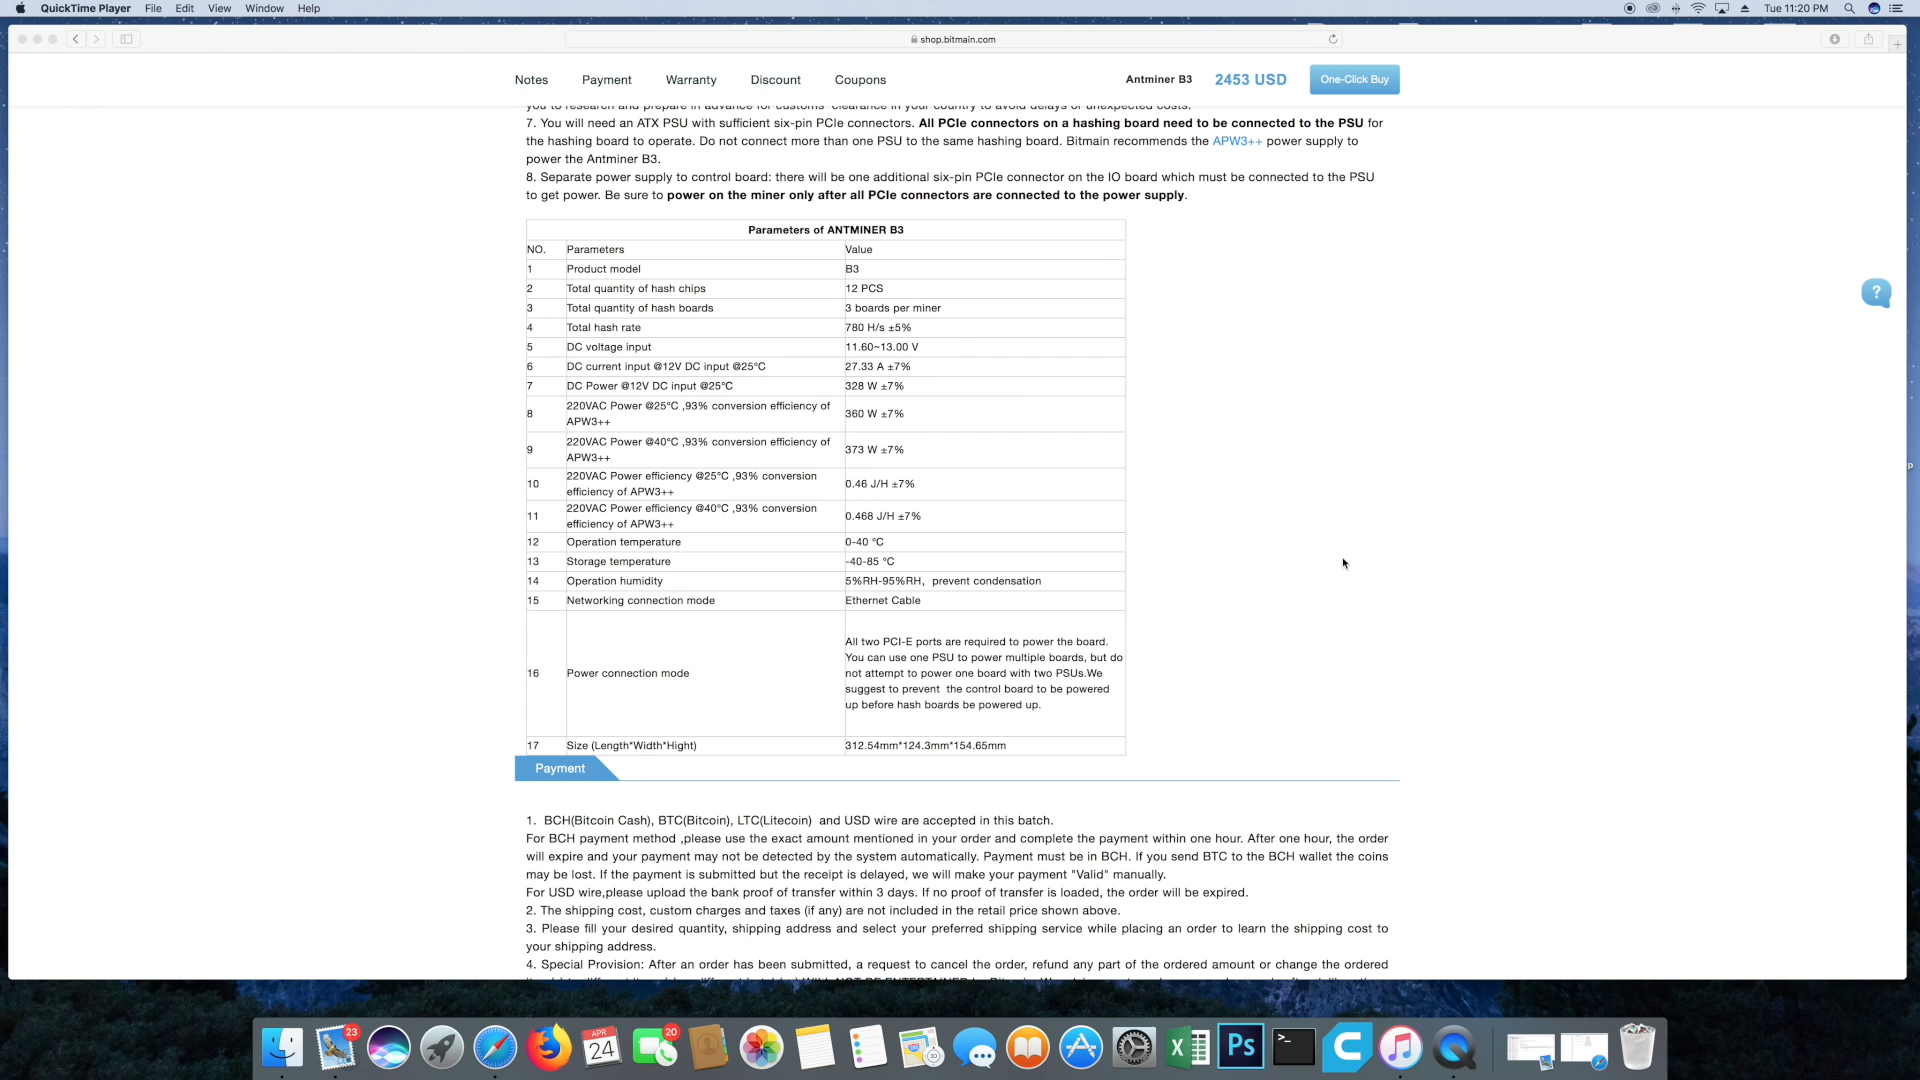 QuickTime Player File Edit View Window Help Tue 11:20 PM
shop.bitmain.com
Notes Payment Warranty Discount Coupons Antminer B3 2453 USD One-Click Buy
you to research and prepare in advance for customs' clearance in your country to avoid delays or unexpected costs.
7. You will need an ATX PSU with sufficient six-pin PCIe connectors. All PCIe connectors on a hashing board need to be connected to the PSU for
the hashing board to operate. Do not connect more than one PSU to the same hashing board. Bitmain recommends the APW3++ power supply to
power the Antminer B3.
8. Separate power supply to control board: there will be one additional six-pin PCIe connector on the IO board which must be connected to the PSU
to get power. Be sure to power on the miner only after all PCIe connectors are connected to the power supply.
Parameters of ANTMINER B3
NO. Parameters Value
1 Product model B3
2 Total quantity of hash chips 12 PCS
3 Total quantity of hash boards 3 boards per miner
4 Total hash rate 780 H/s ±5%
5 DC voltage input 11.60~13.00 V
6 DC current input @12V DC input @25°C 27.33 A ±7%
7 DC Power @12V DC input @25°C 328 W ±7%
8 220VAC Power @25°C ,93% conversion efficiency of
APW3++ 360 W ±7%
9 220VAC Power @40°C ,93% conversion efficiency of
APW3++ 373 W ±7%
10 220VAC Power efficiency @25°C ,93% conversion
efficiency of APW3++ 0.46 J/H ±7%
11 220VAC Power efficiency @40°C ,93% conversion
efficiency of APW3++ 0.468 J/H ±7%
12 Operation temperature 0-40 °C
13 Storage temperature -40-85 °C
14 Operation humidity 5%RH-95%RH，prevent condensation
15 Networking connection mode Ethernet Cable
16 Power connection mode All two PCI-E ports are required to power the board.
You can use one PSU to power multiple boards, but do
not attempt to power one board with two PSUs.We
suggest to prevent the control board to be powered
up before hash boards be powered up.
17 Size (Length*Width*Hight) 312.54mm*124.3mm*154.65mm
?
Payment
1. BCH(Bitcoin Cash), BTC(Bitcoin), LTC(Litecoin) and USD wire are accepted in this batch.
For BCH payment method ,please use the exact amount mentioned in your order and complete the payment within one hour. After one hour, the order
will expire and your payment may not be detected by the system automatically. Payment must be in BCH. If you send BTC to the BCH wallet the coins
may be lost. If the payment is submitted but the receipt is delayed, we will make your payment "Valid" manually.
For USD wire,please upload the bank proof of transfer within 3 days. If no proof of transfer is loaded, the order will be expired.
2. The shipping cost, custom charges and taxes (if any) are not included in the retail price shown above.
3. Please fill your desired quantity, shipping address and select your preferred shipping service while placing an order to learn the shipping cost to
your shipping address.
4. Special Provision: After an order has been submitted, a request to cancel the order, refund any part of the ordered amount or change the ordered
23 APR 24 20 30 Ps